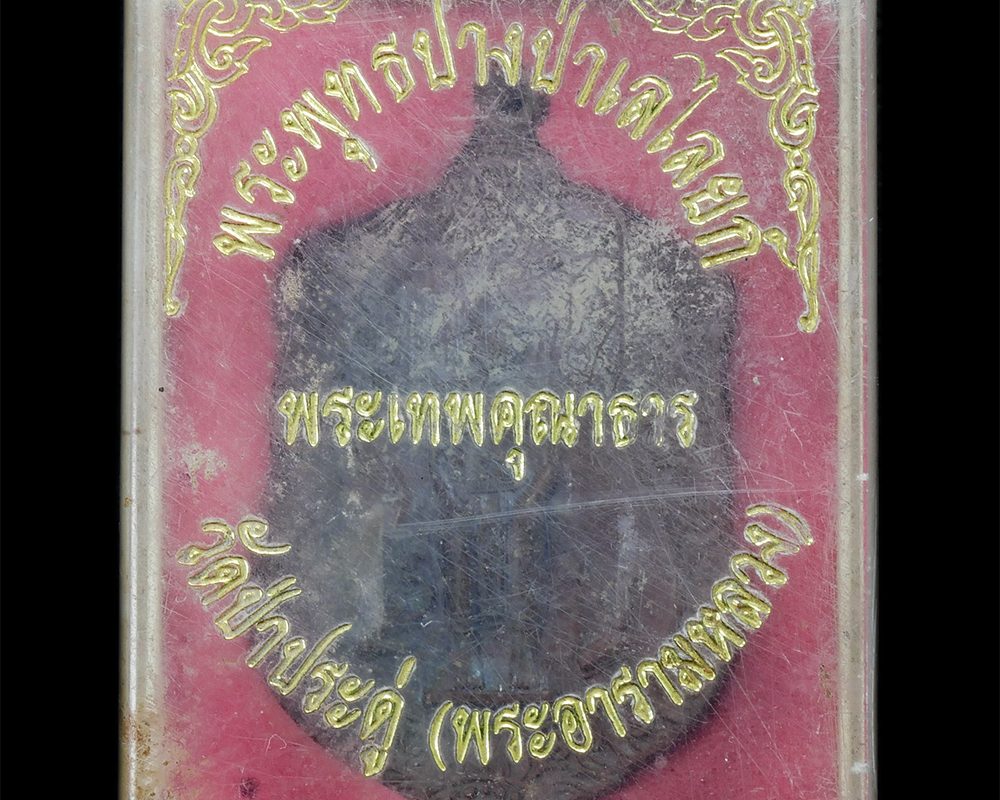 พระพุทธปางป่าเลไลยก์
พระเทพคุณาธาร
วัดป่าประดู่ (พระอารามหลวง)